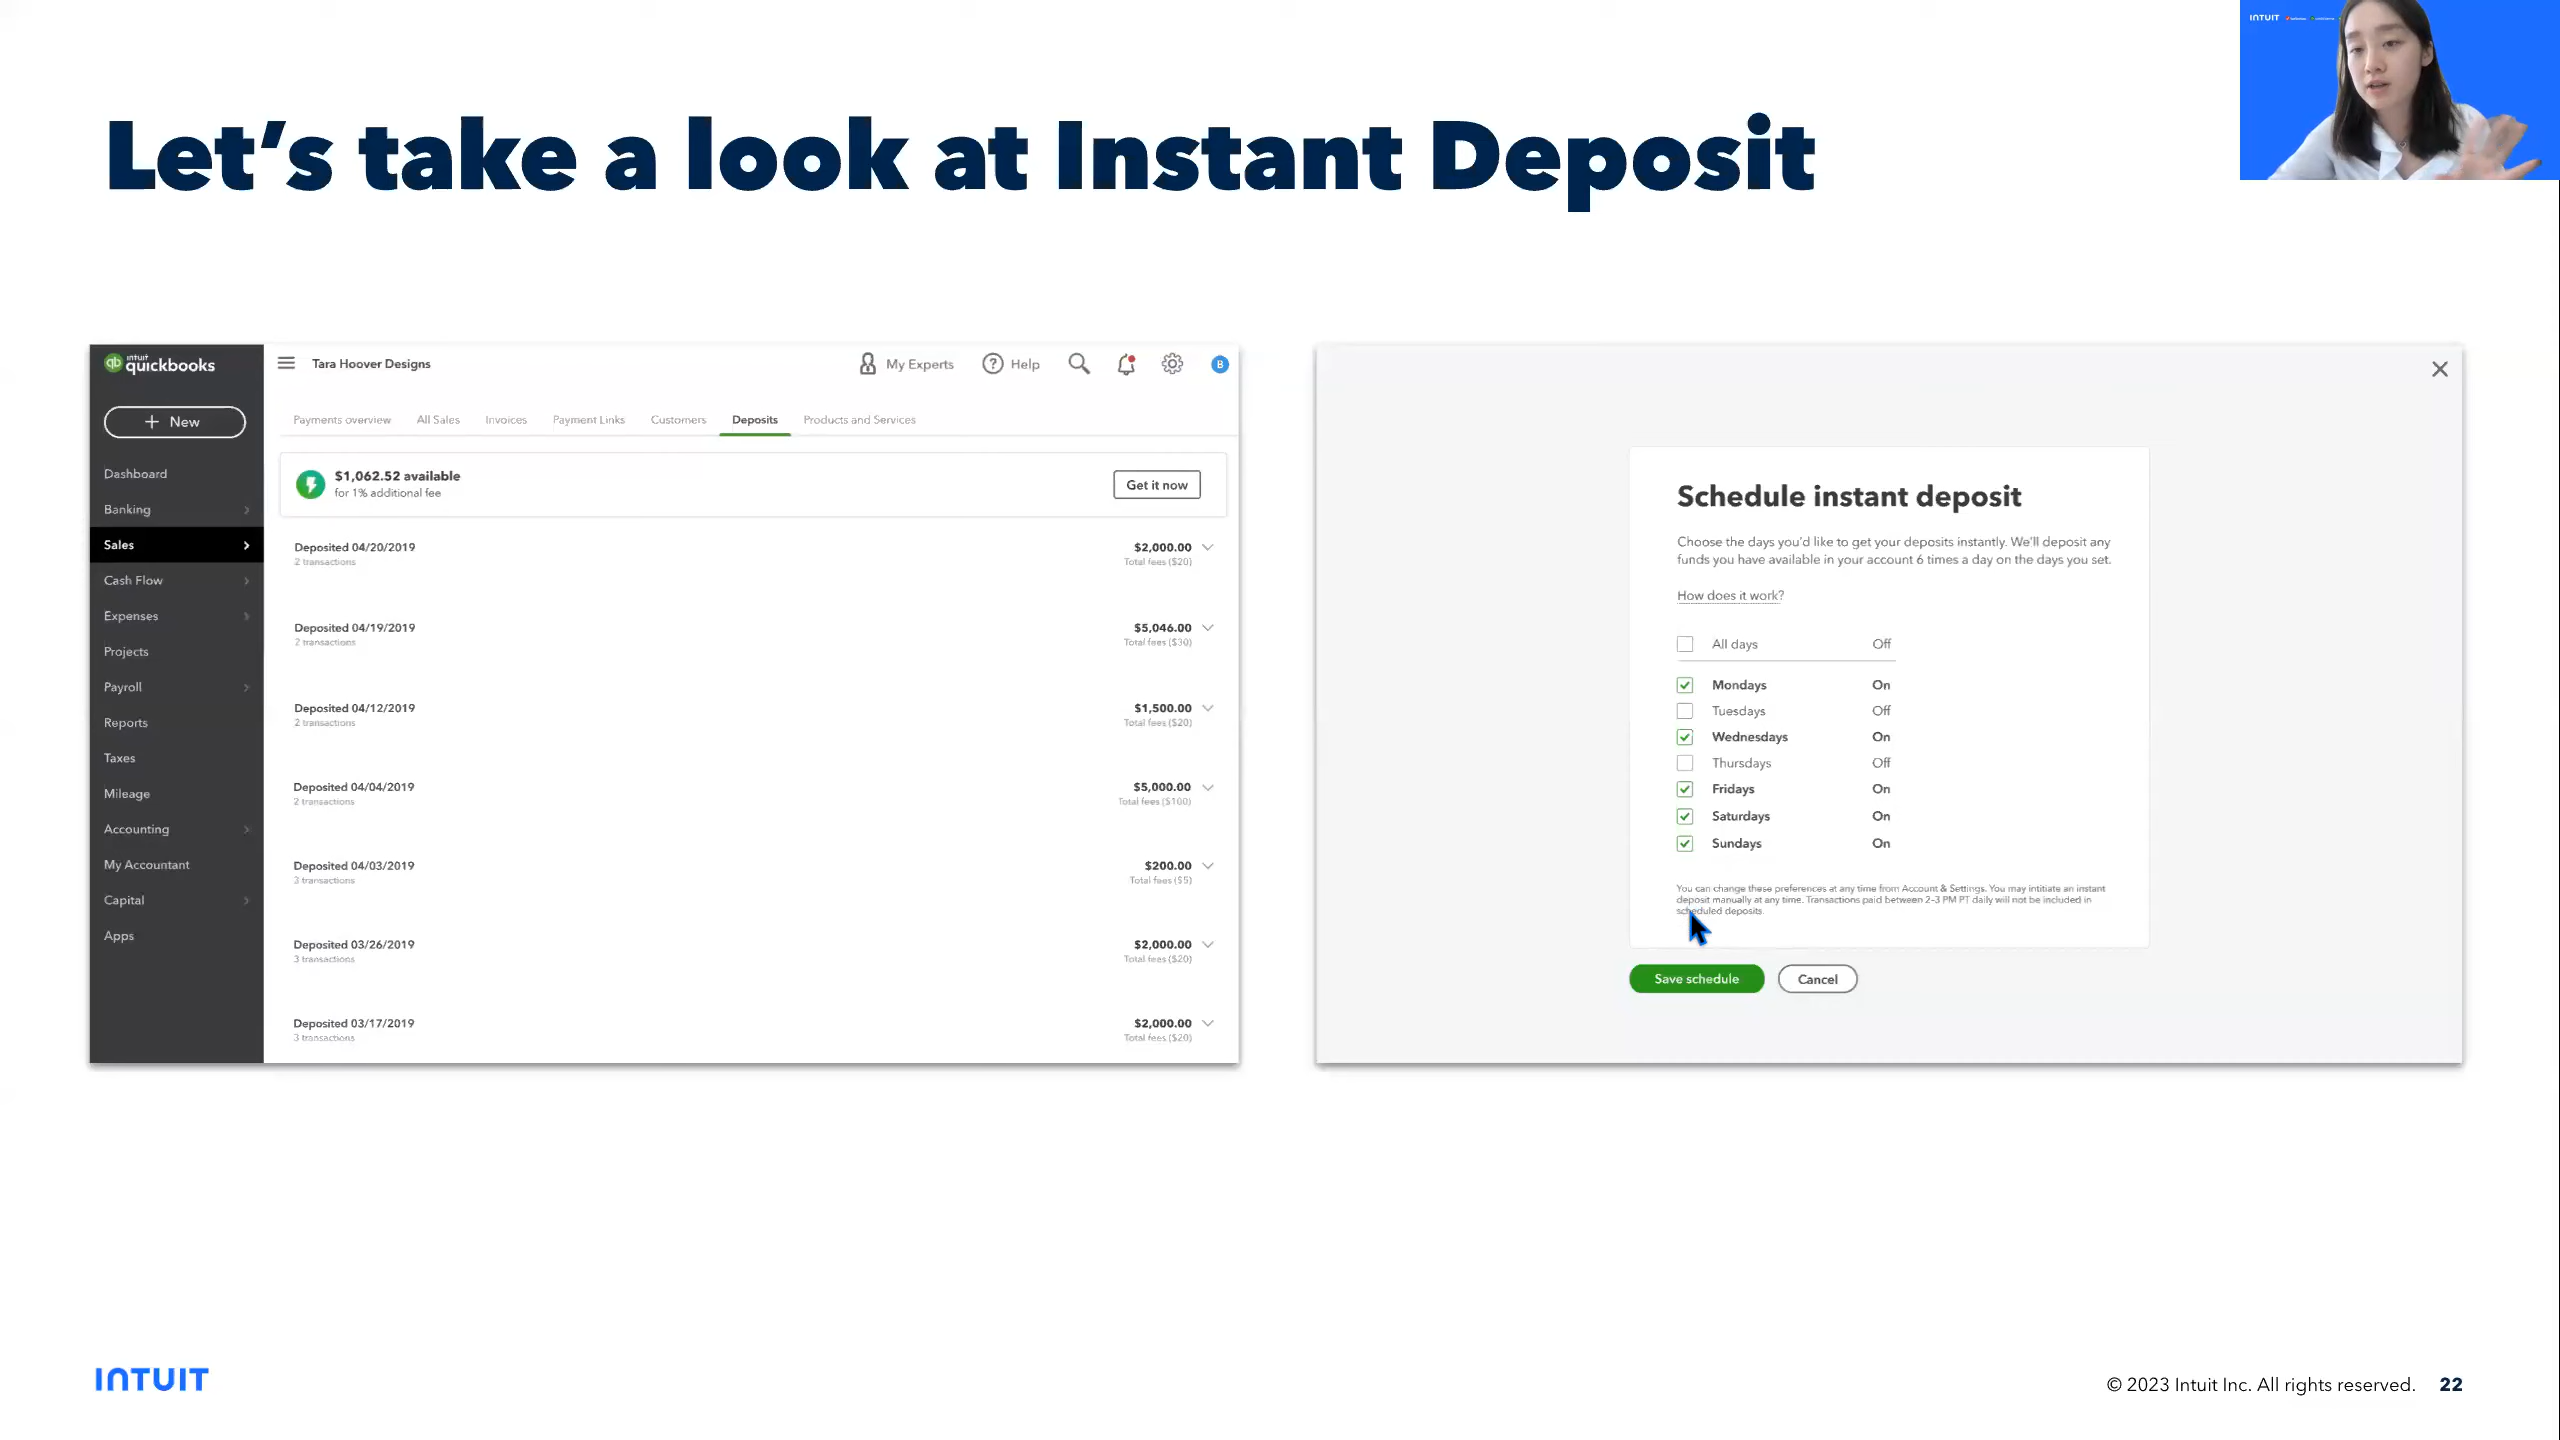 INTUIT
Let's take a look at Instant Deposit
intuit quickbooks
New
Dashboard
Banking
Sales
Cash Flow
Expenses
Projects
Payroll
Reports
Taxes
Mileage
Accounting
My Accountant
Capital
Apps
Tara Hoover Designs
My Experts
Help
B
Payments overview All Sales Invoices Payment Links Customers Deposits Products and Services
$1,062.52 available
for 1% additional fee
Get it now
Deposited 04/20/2019 $2,000.00
2 transactions Total fees ($20)
Deposited 04/19/2019 $5,046.00
2 transactions Total fees ($30)
Deposited 04/12/2019 $1,500.00
2 transactions Total fees ($20)
Deposited 04/04/2019 $5,000.00
2 transactions Total fees ($100)
Deposited 04/03/2019 $200.00
3 transactions Total fees ($5)
Deposited 03/26/2019 $2,000.00
3 transactions Total fees ($20)
Deposited 03/17/2019 $2,000.00
3 transactions Total fees ($20)
Schedule instant deposit
Choose the days you'd like to get your deposits instantly. We'll deposit any
funds you have available in your account 6 times a day on the days you set.
How does it work?
All days Off
Mondays On
Tuesdays Off
Wednesdays On
Thursdays Off
Fridays On
Saturdays On
Sundays On
You can change these preferences at any time from Account & Settings. You may intitiate an instant
deposit manually at any time. Transactions paid between 2-3 PM PT daily will not be included in
scheduled deposits
Save schedule
Cancel
INTUIT
© 2023 Intuit Inc. All rights reserved. 22